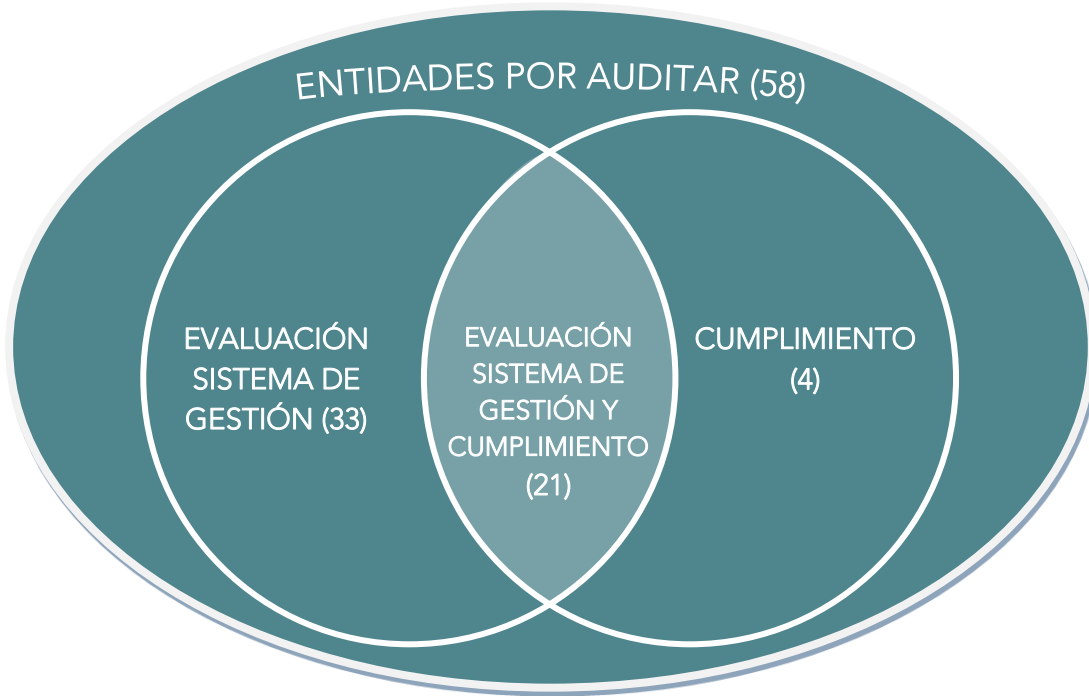 ENTIDADES POR AUDITAR (58)
EVALUACIÓN
SISTEMA DE
GESTIÓN (33)
EVALUACIÓN
SISTEMA DE
GESTIÓN Y
CUMPLIMIENTO
(21)
CUMPLIMIENTO
(4)